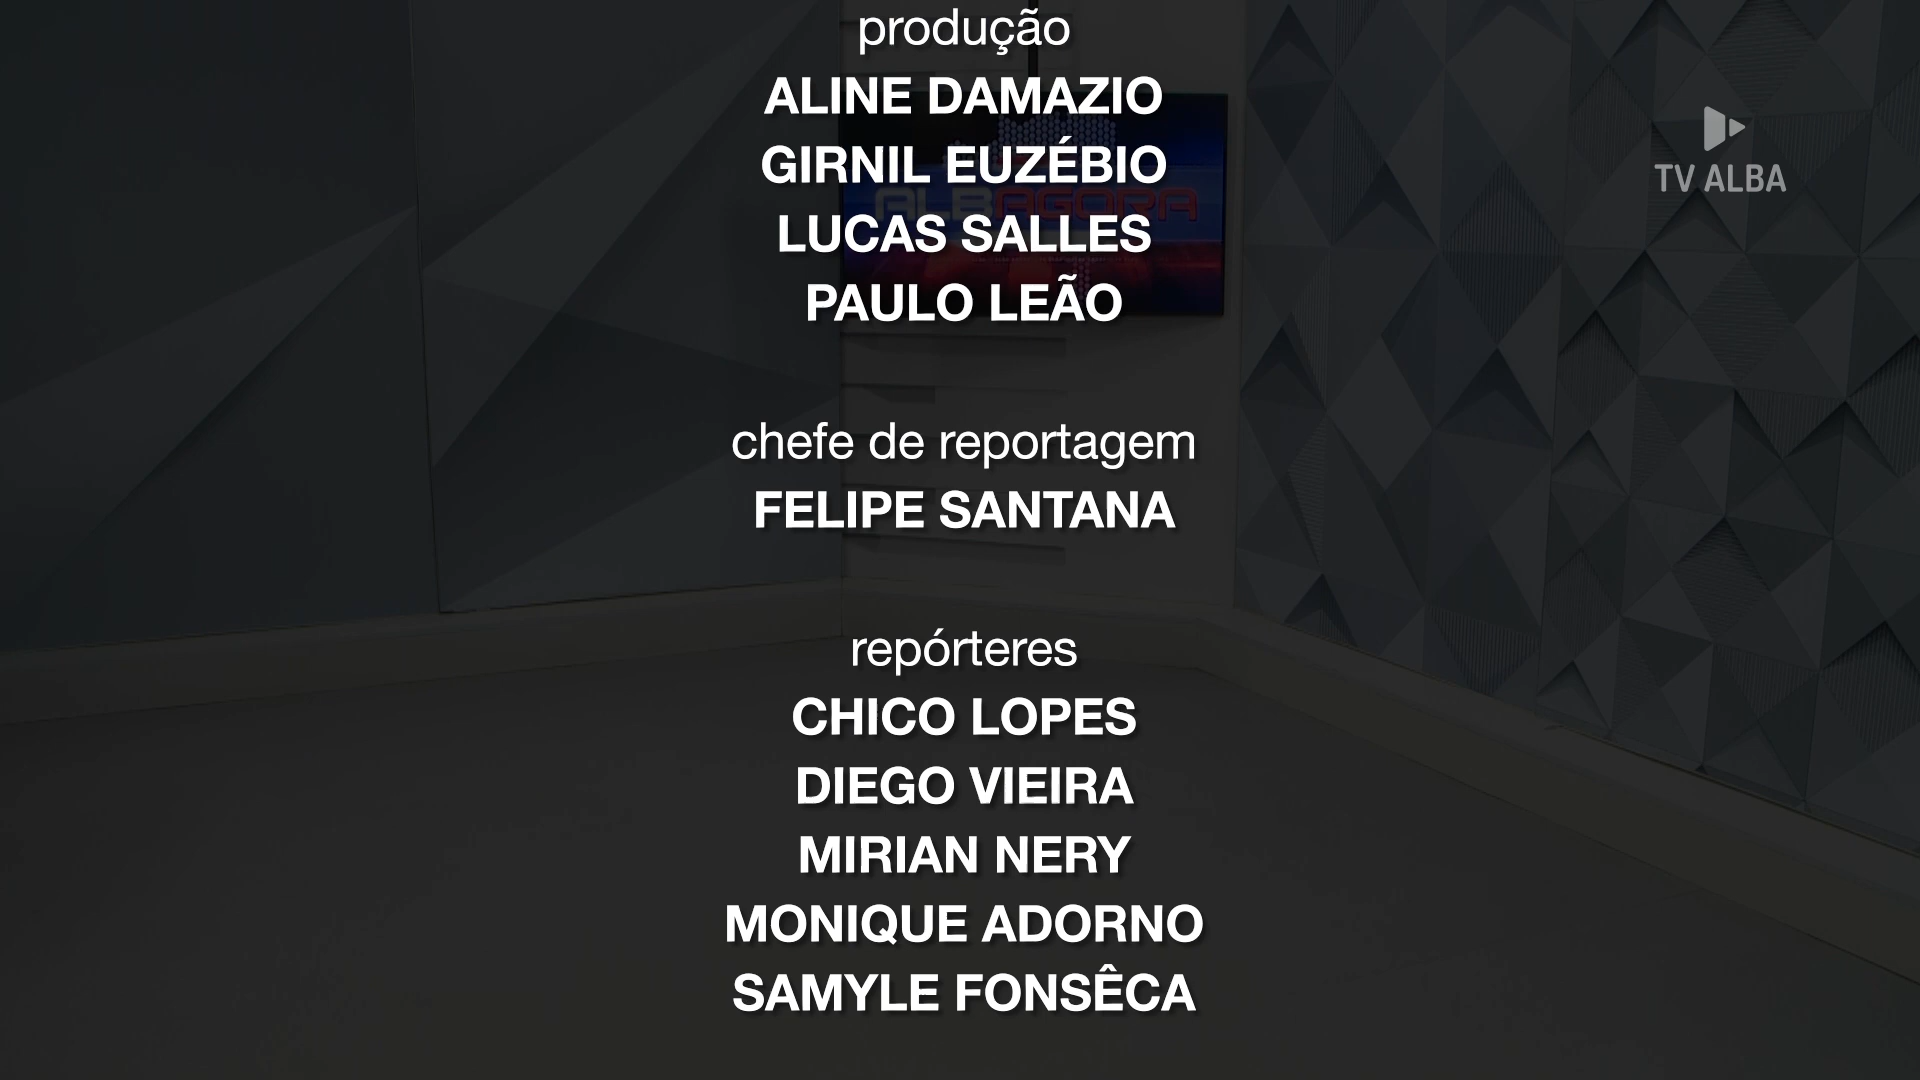 produção
ALINE DAMAZIO
GIRNIL EUZÉBIO
LUCAS SALLES
PAULO LEÃO
ALBAGORA
TV ALBA
chefe de reportagem
FELIPE SANTANA
repórteres
CHICO LOPES
DIEGO VIEIRA
MIRIAN NERY
MONIQUE ADORNO
SAMYLE FONSÊCA